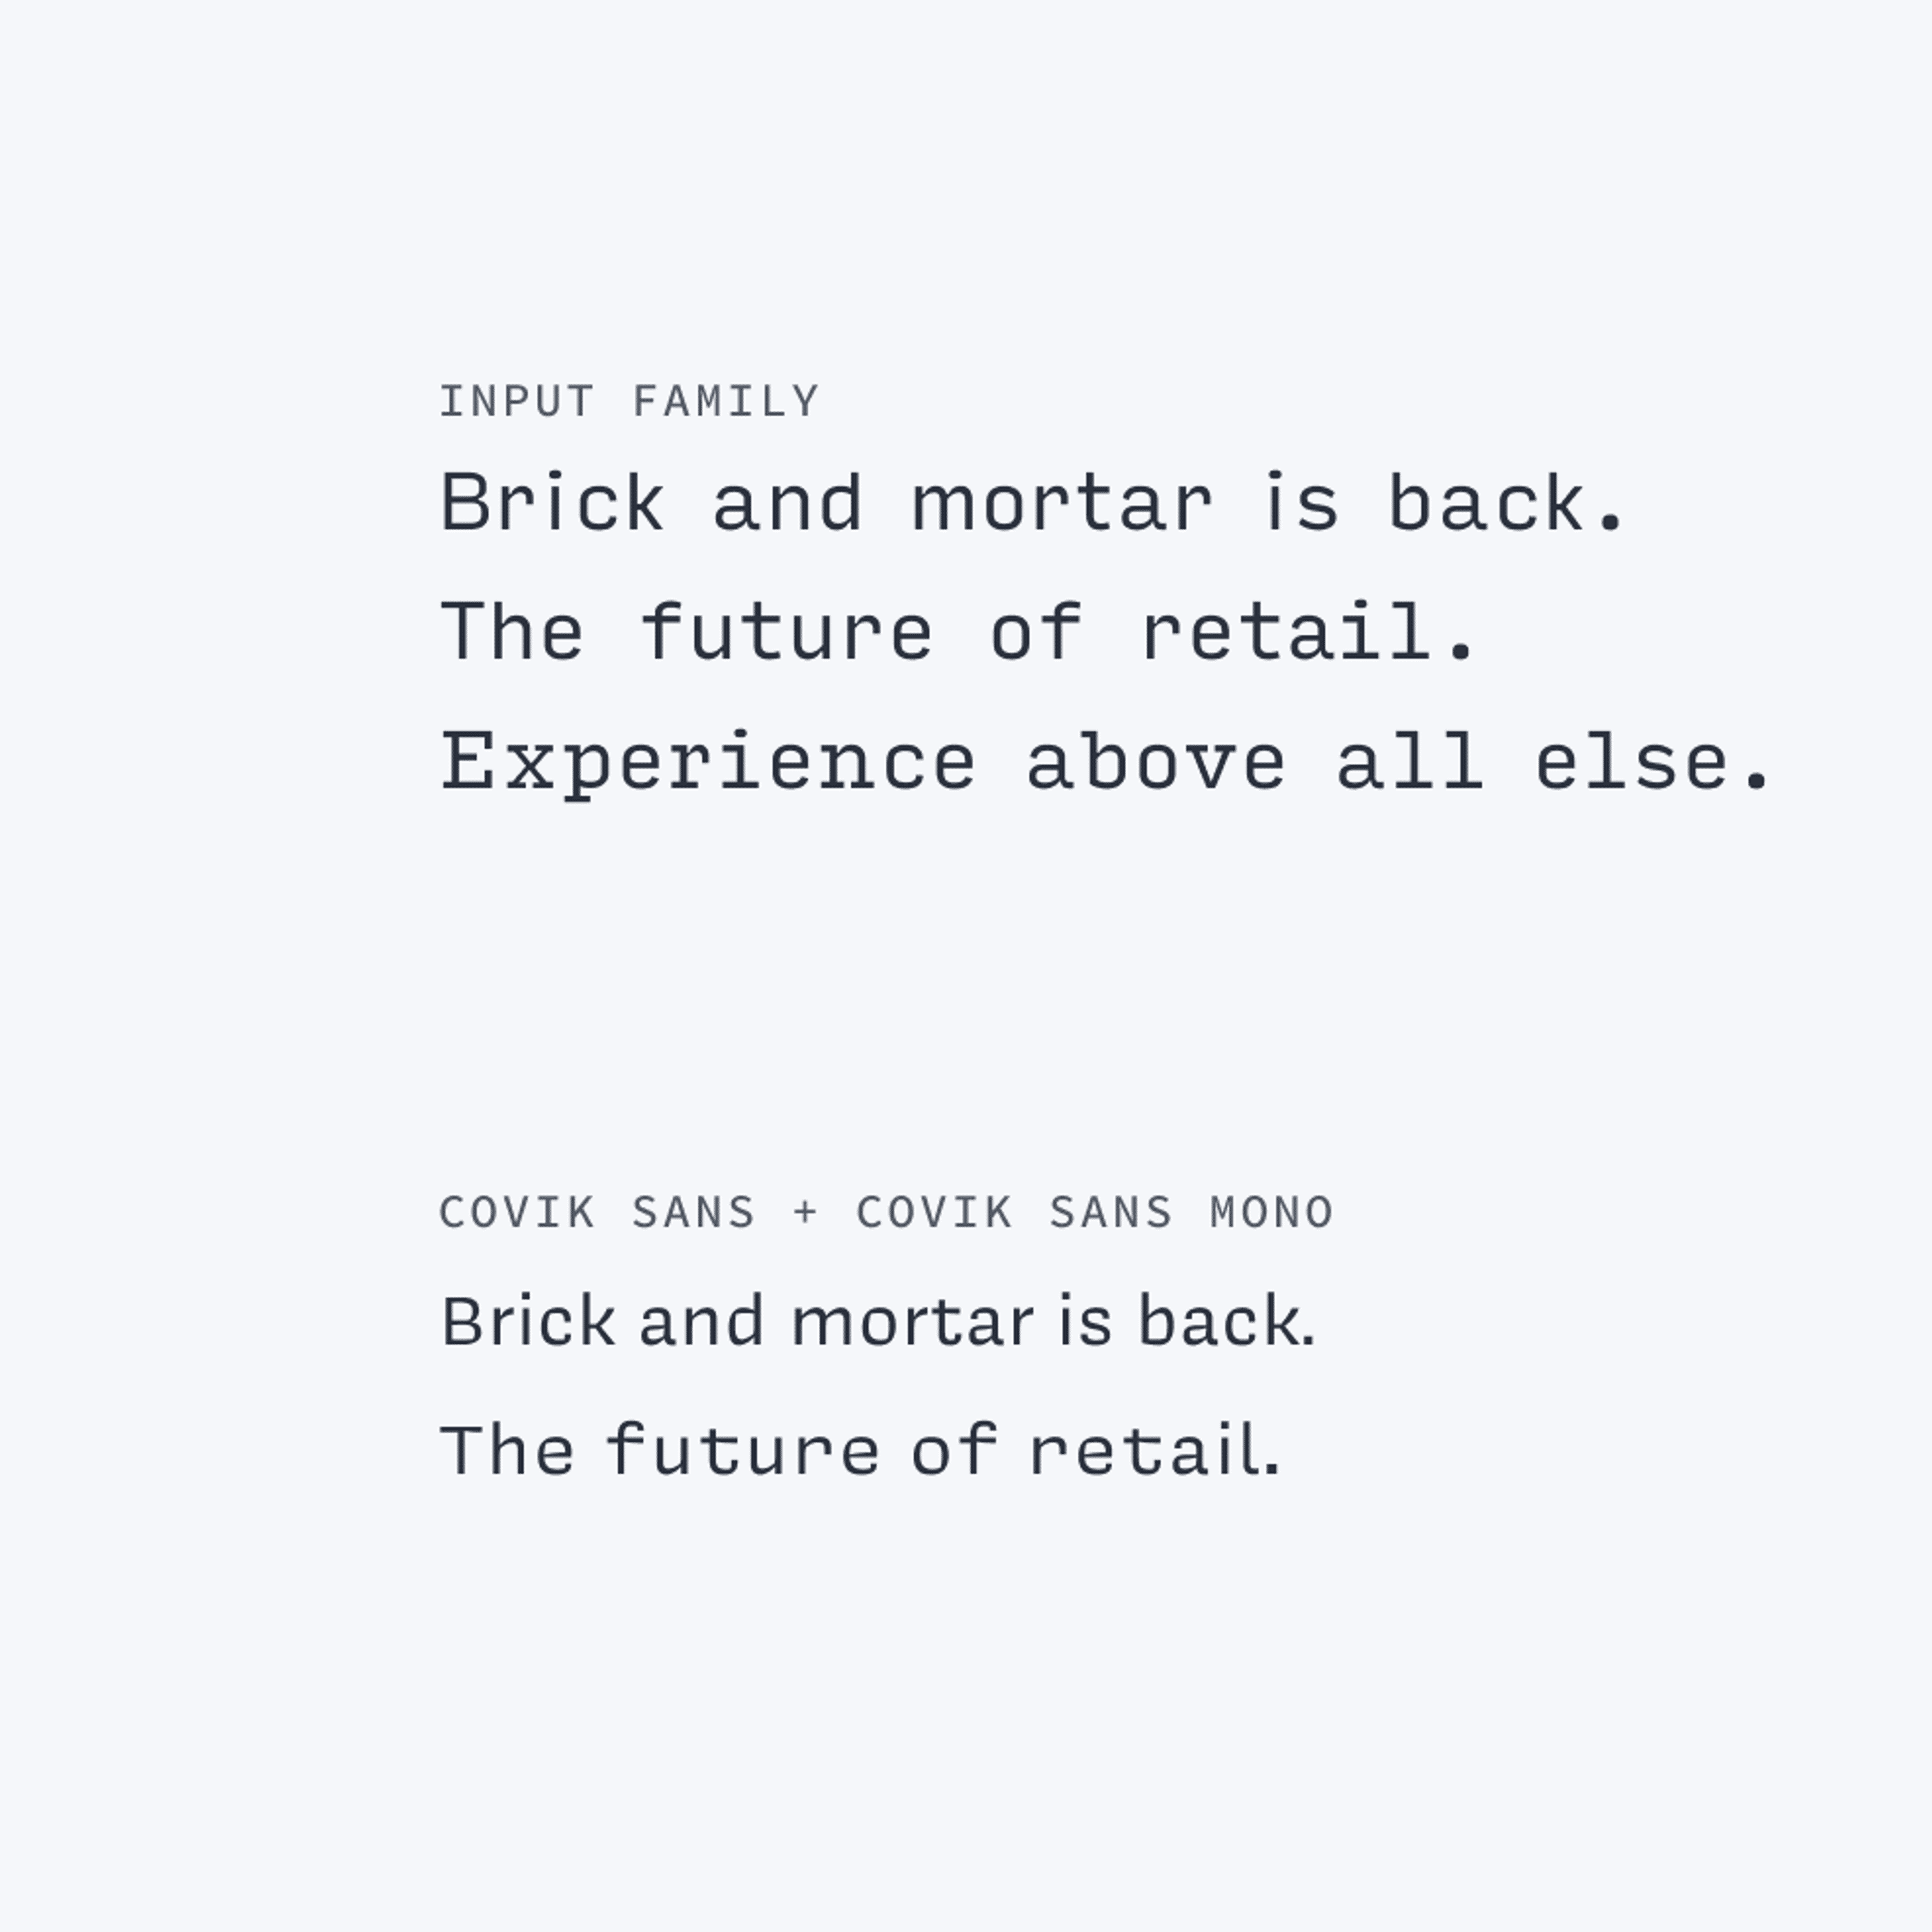 INPUT FAMILY
Brick and mortar is back.
The future of retail.
Experience above all else.
COVIK SANS + COVIK SANS MONO
Brick and mortar is back.
The future of retail.